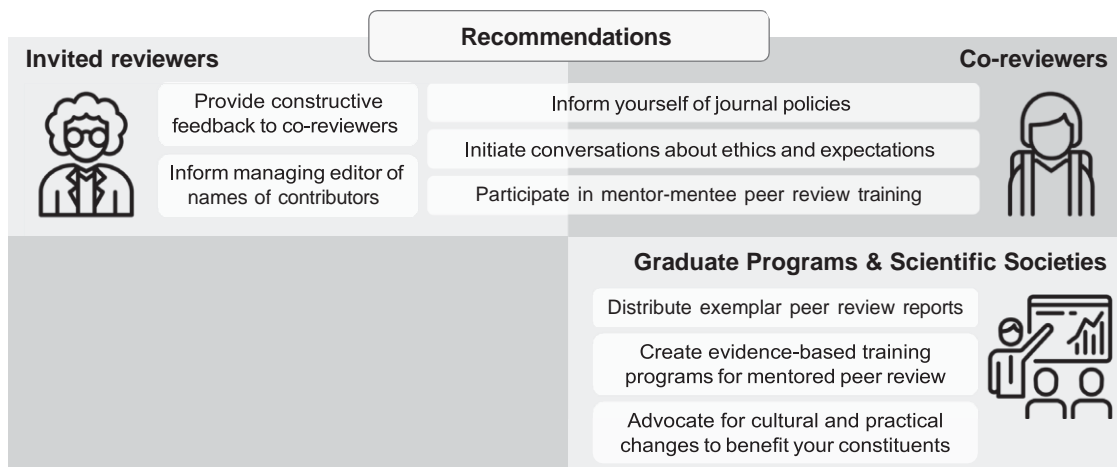 Recommendations
Invited reviewers
Co-reviewers
Provide constructive
feedback to co-reviewers
Inform managing editor of
names of contributors
Inform yourself of journal policies
Initiate conversations about ethics and expectations
Participate in mentor-mentee peer review training
Graduate Programs & Scientific Societies
Distribute exemplar peer review reports
Create evidence-based training
programs for mentored peer review
Advocate for cultural and practical
changes to benefit your constituents